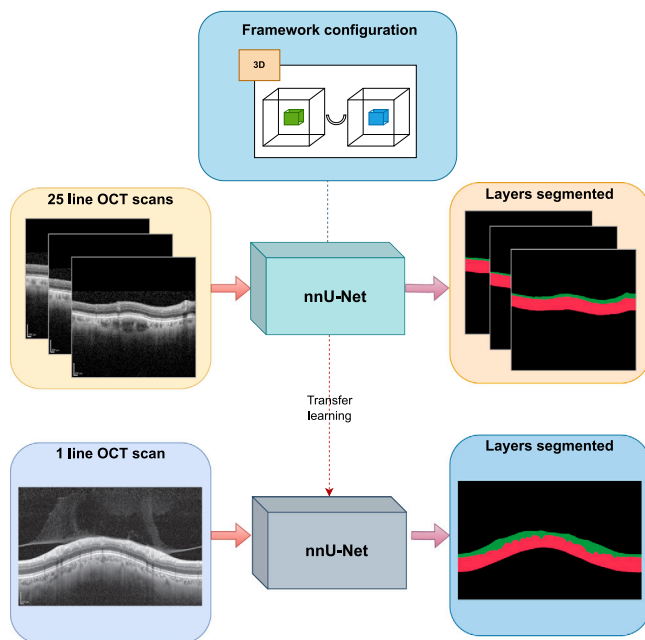 Framework configuration
3D
25 line OCT scans
Layers segmented
nnU-Net
Transfer
learning
1 line OCT scan
Layers segmented
nnU-Net